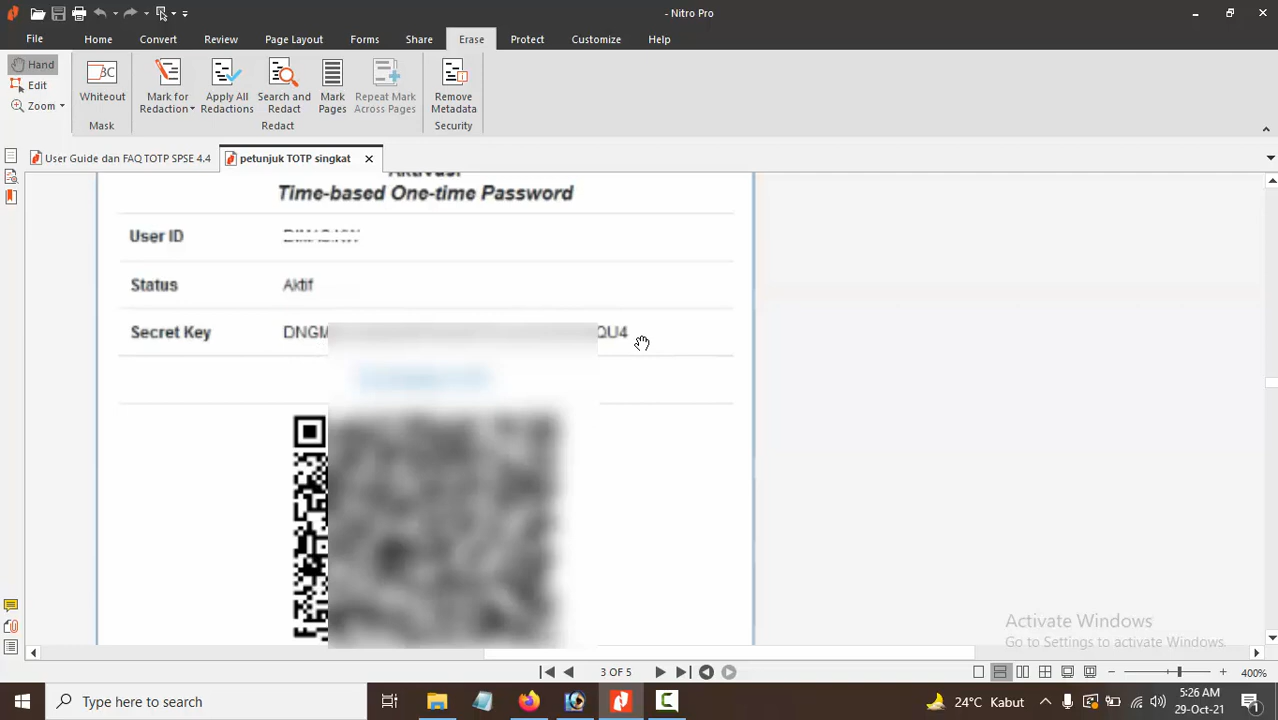 - Nitro Pro
File
Home
Convert
Review
Page Layout
Forms
Share
Erase
Protect
Customize
Help
Hand
Edit
Zoom
Whiteout
Mark for Redaction
Apply All Redactions
Search and Redact
Mark Pages
Repeat Mark Across Pages
Remove Metadata
Mask
Redact
Security
User Guide dan FAQ TOTP SPSE 4.4
petunjuk TOTP singkat
Time-based One-time Password
User ID
Status Aktif
Secret Key DNGM QU4
Activate Windows
Go to Settings to activate Windows.
3 OF 5
400%
Type here to search
24°C Kabut
5:26 AM
29-Oct-21